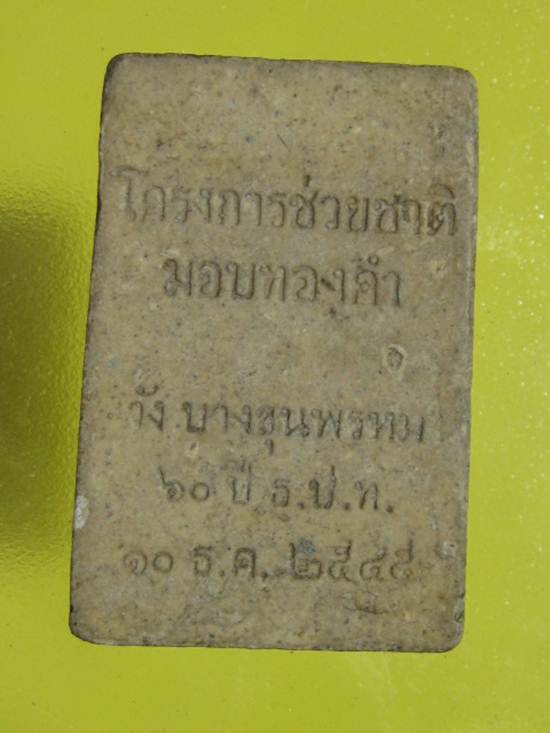 โครงการช่วยชาติ
มอบทองคำ
วัง บางขุนพรหม
๖๐ ปี ธ.ป.ท.
๑๐ ธ.ค. ๒๕๔๕